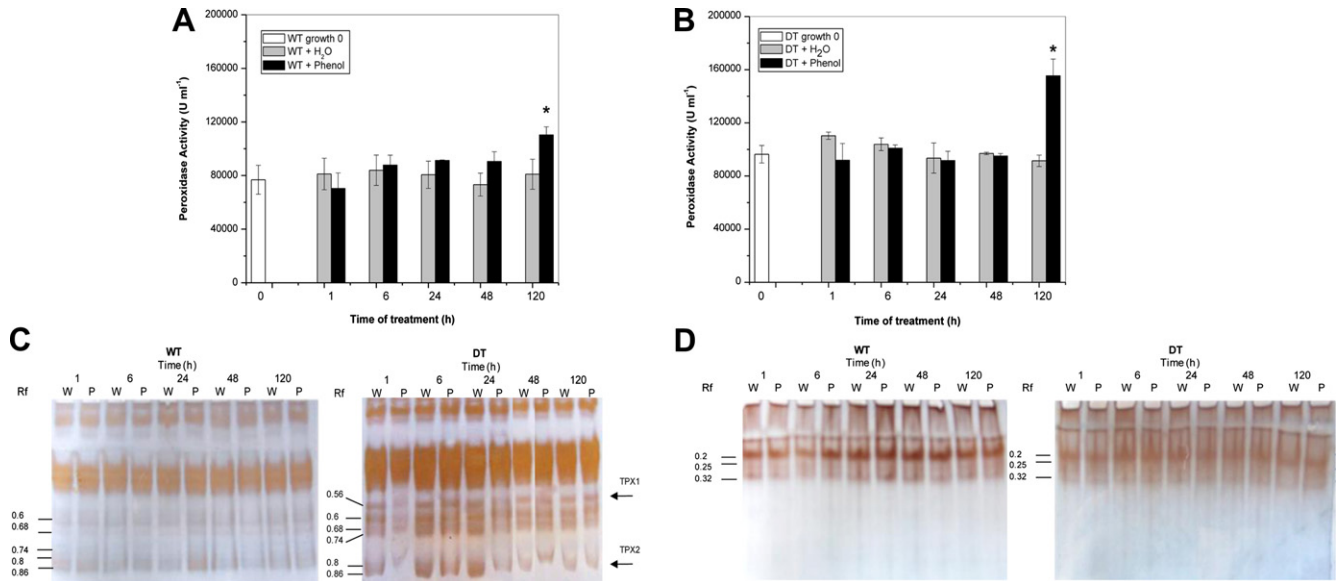 A
200000
160000
120000
80000
40000
0
Peroxidase Activity (U ml⁻¹)
WT growth 0
WT + H₂O
WT + Phenol
*
0 1 6 24 48 120
Time of treatment (h)
B
200000
160000
120000
80000
40000
0
Peroxidase Activity (U ml⁻¹)
DT growth 0
DT + H₂O
DT + Phenol
*
0 1 6 24 48 120
Time of treatment (h)
C
WT
Time(h)
1 6 24 48 120
Rf W P W P W P W P W P
0.6
0.68
0.74
0.8
0.86
DT
Time(h)
1 6 24 48 120
Rf W P W P W P W P W P
0.56
0.6
0.68
0.74
0.8
0.86
TPX1
TPX2
D
WT
Time (h)
1 6 24 48 120
Rf W P W P W P W P W P
0.2
0.25
0.32
DT
Time (h)
1 6 24 48 120
Rf W P W P W P W P W P
0.2
0.25
0.32